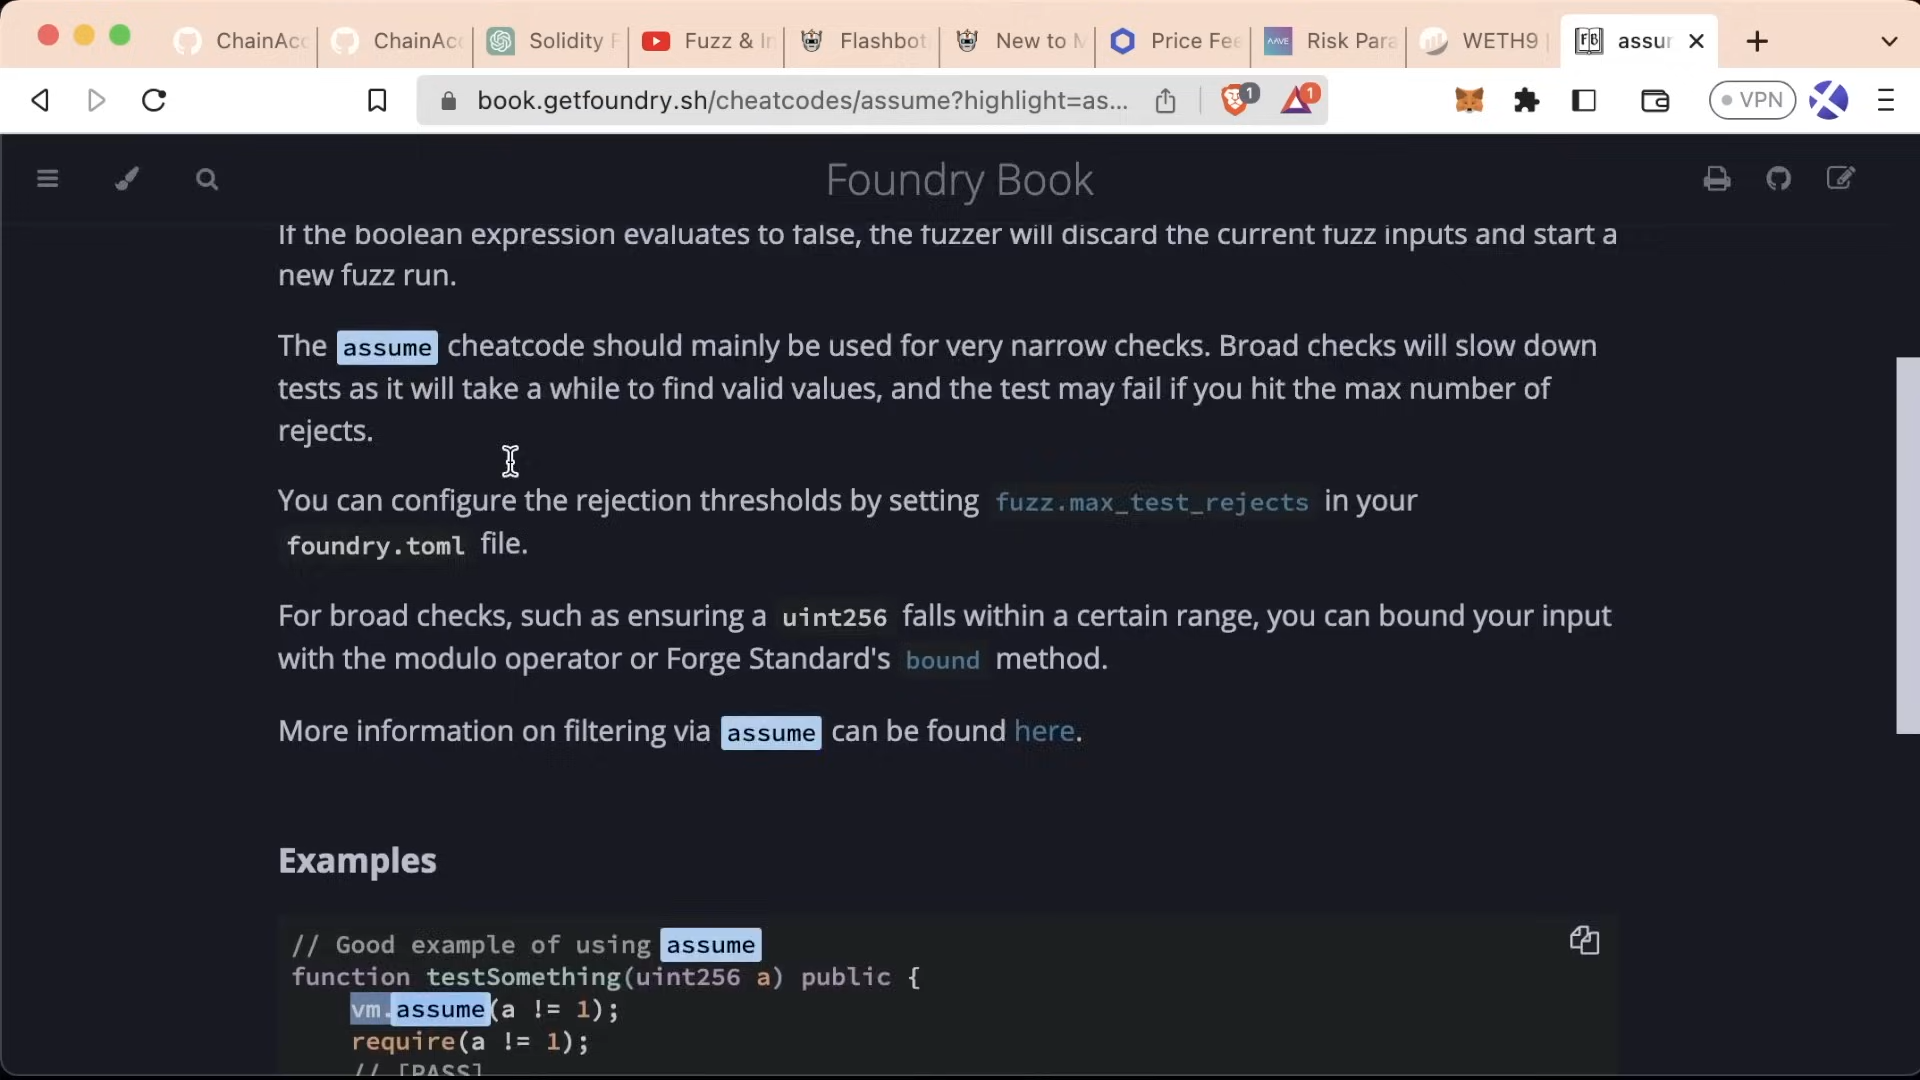 ChainAcc
ChainAcc
Solidity F
Fuzz & In
Flashbot
New to M
Price Fee
Risk Para
WETH9
assur
book.getfoundry.sh/cheatcodes/assume?highlight=as...
1
1
VPN
Foundry Book
If the boolean expression evaluates to false, the fuzzer will discard the current fuzz inputs and start a
new fuzz run.
The assume cheatcode should mainly be used for very narrow checks. Broad checks will slow down
tests as it will take a while to find valid values, and the test may fail if you hit the max number of
rejects.
You can configure the rejection thresholds by setting fuzz.max_test_rejects in your
foundry.toml file.
For broad checks, such as ensuring a uint256 falls within a certain range, you can bound your input
with the modulo operator or Forge Standard's bound method.
More information on filtering via assume can be found here.
Examples
// Good example of using assume
function testSomething(uint256 a) public {
vm.assume(a != 1);
require(a != 1);
// [PASS]